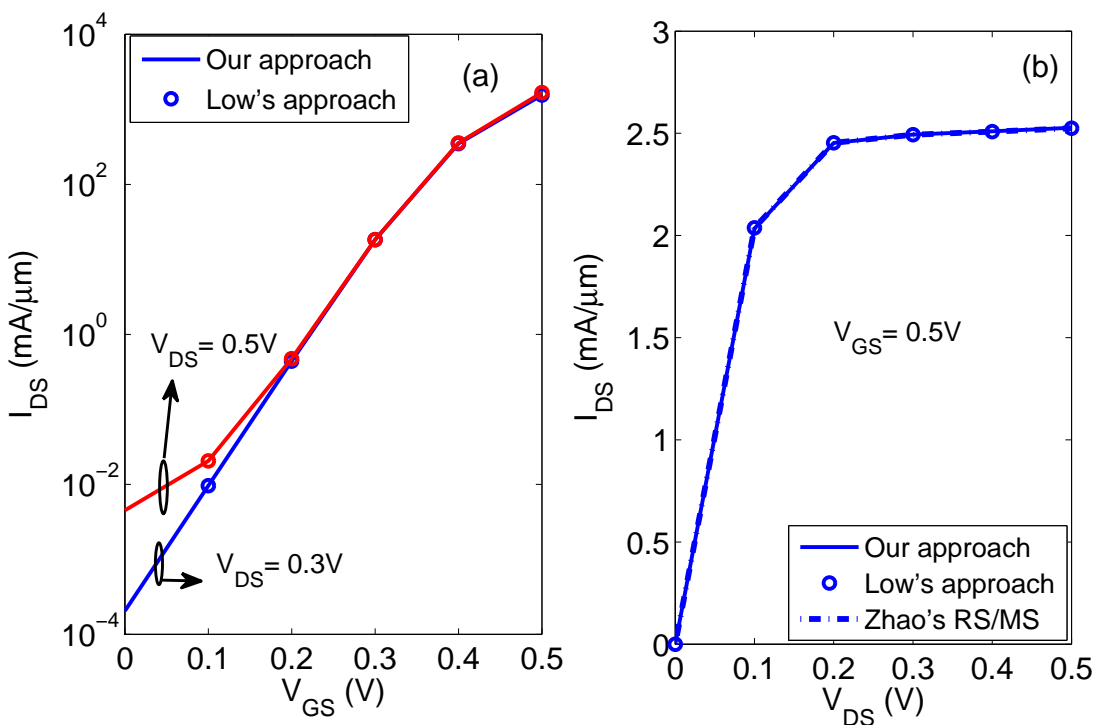 10^4
10^2
10^0
10^-2
10^-4
I_DS (mA/μm)
Our approach
Low's approach
(a)
V_DS= 0.5V
V_DS= 0.3V
0 0.1 0.2 0.3 0.4 0.5
V_GS (V)
3
2.5
2
1.5
1
0.5
0
I_DS (mA/μm)
(b)
V_GS= 0.5V
Our approach
Low's approach
Zhao's RS/MS
0 0.1 0.2 0.3 0.4 0.5
V_DS (V)